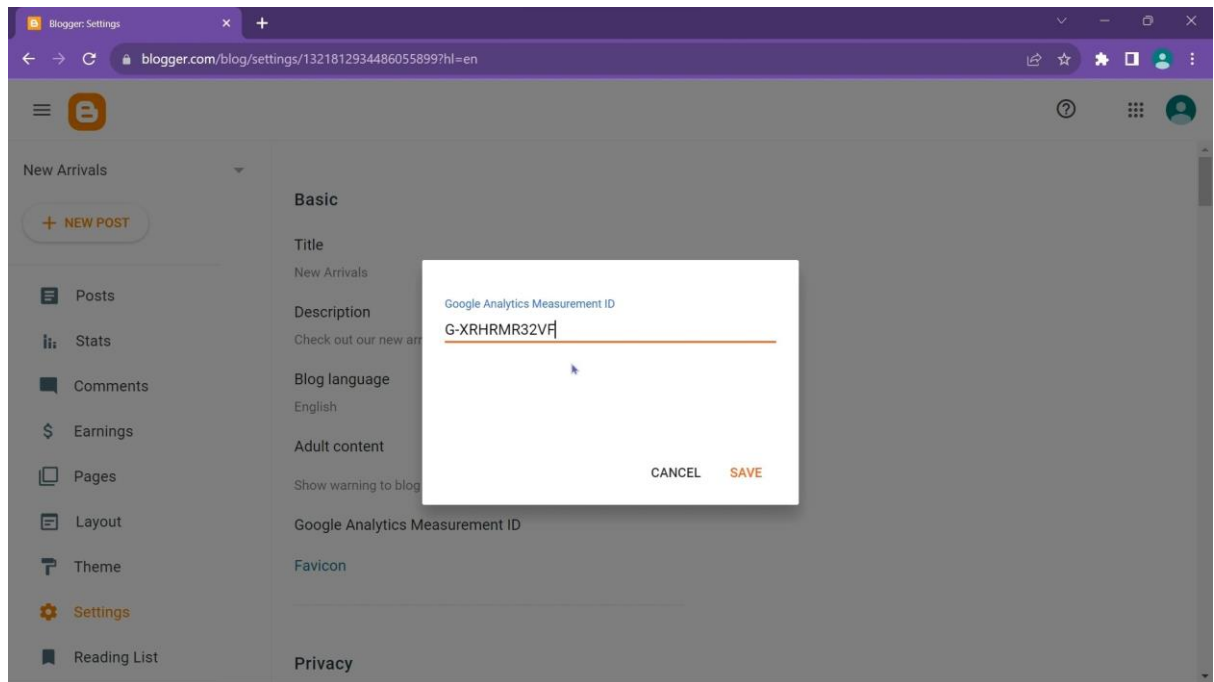 Blogger: Settings
blogger.com/blog/settings/1321812934486055899?hl=en
New Arrivals
NEW POST
Posts
Stats
Comments
Earnings
Pages
Layout
Theme
Settings
Reading List
Basic
Title
New Arrivals
Description
Check out our new arr
Blog language
English
Adult content
Show warning to blog
Google Analytics Measurement ID
Favicon
Privacy
Google Analytics Measurement ID
G-XRHRMR32VF
CANCEL SAVE